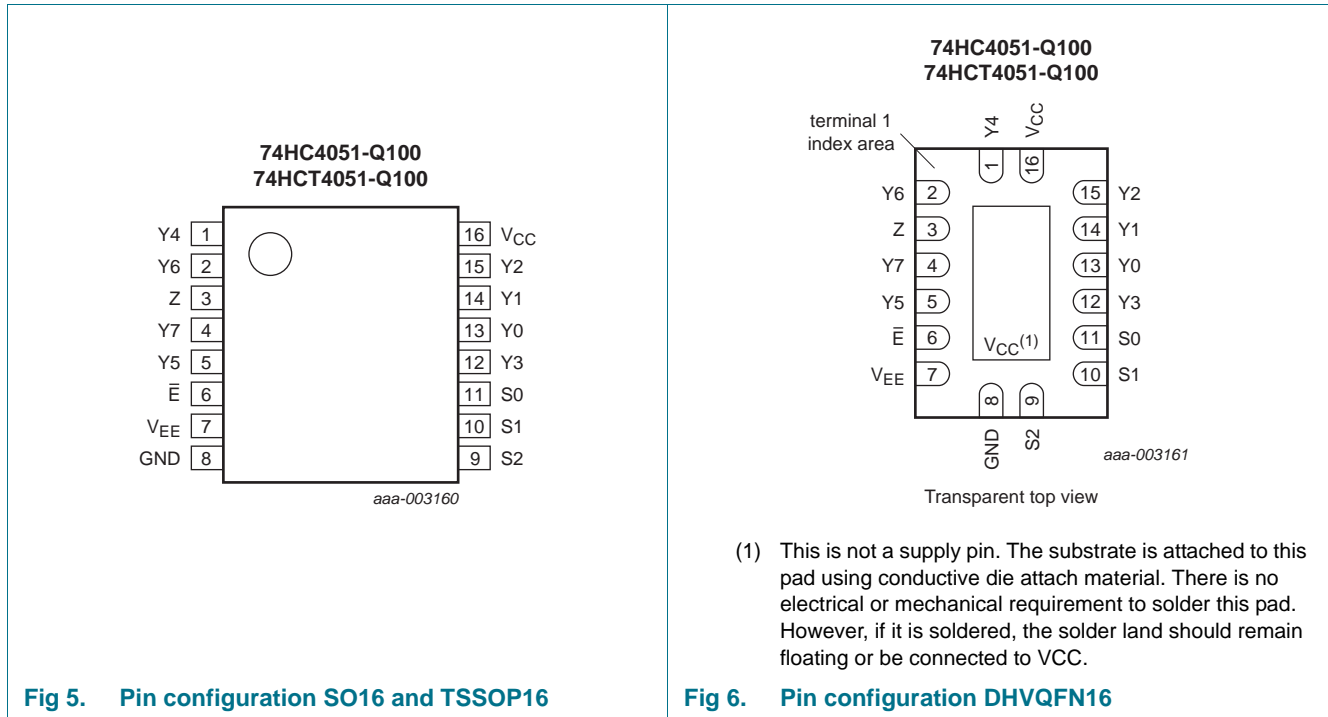 74HC4051-Q100
74HCT4051-Q100
Y4 1 16 VCC
Y6 2 15 Y2
Z 3 14 Y1
Y7 4 13 Y0
Y5 5 12 Y3
E̅ 6 11 S0
VEE 7 10 S1
GND 8 9 S2
aaa-003160
Fig 5. Pin configuration SO16 and TSSOP16
74HC4051-Q100
74HCT4051-Q100
terminal 1
index area
Y4 VCC
1 16
Y6 2 15 Y2
Z 3 14 Y1
Y7 4 13 Y0
Y5 5 12 Y3
E̅ 6 11 S0
VCC(1)
VEE 7 10 S1
8 9
GND S2
aaa-003161
Transparent top view
(1) This is not a supply pin. The substrate is attached to this
pad using conductive die attach material. There is no
electrical or mechanical requirement to solder this pad.
However, if it is soldered, the solder land should remain
floating or be connected to VCC.
Fig 6. Pin configuration DHVQFN16